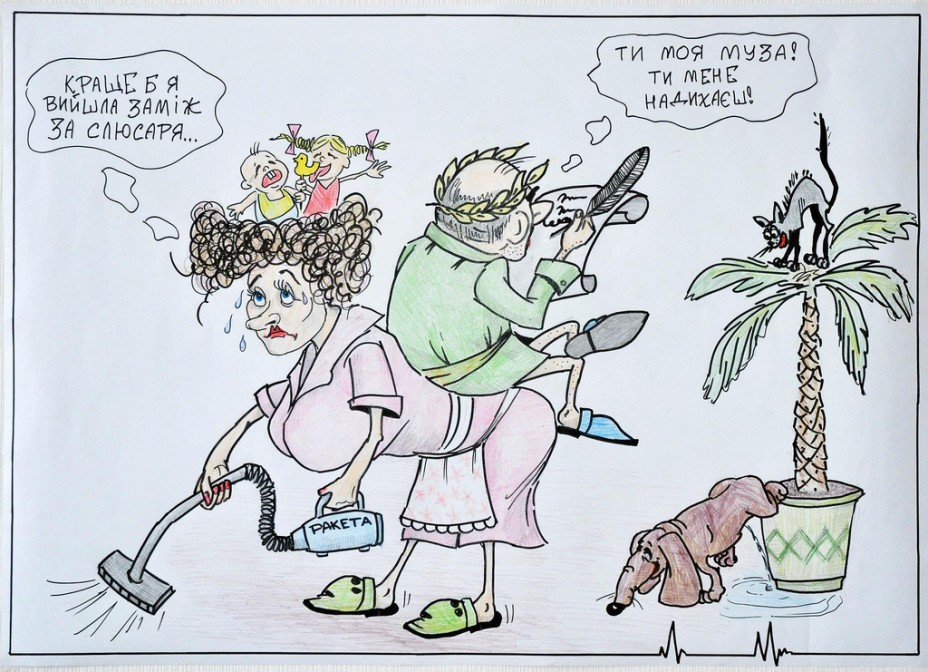 КРАЩЕ Б Я
ВИЙШЛА ЗАМІЖ
ЗА СЛЮСАРЯ...
ТИ МОЯ МУЗА!
ТИ МЕНЕ
НАДИХАЄШ!
РАКЕТА